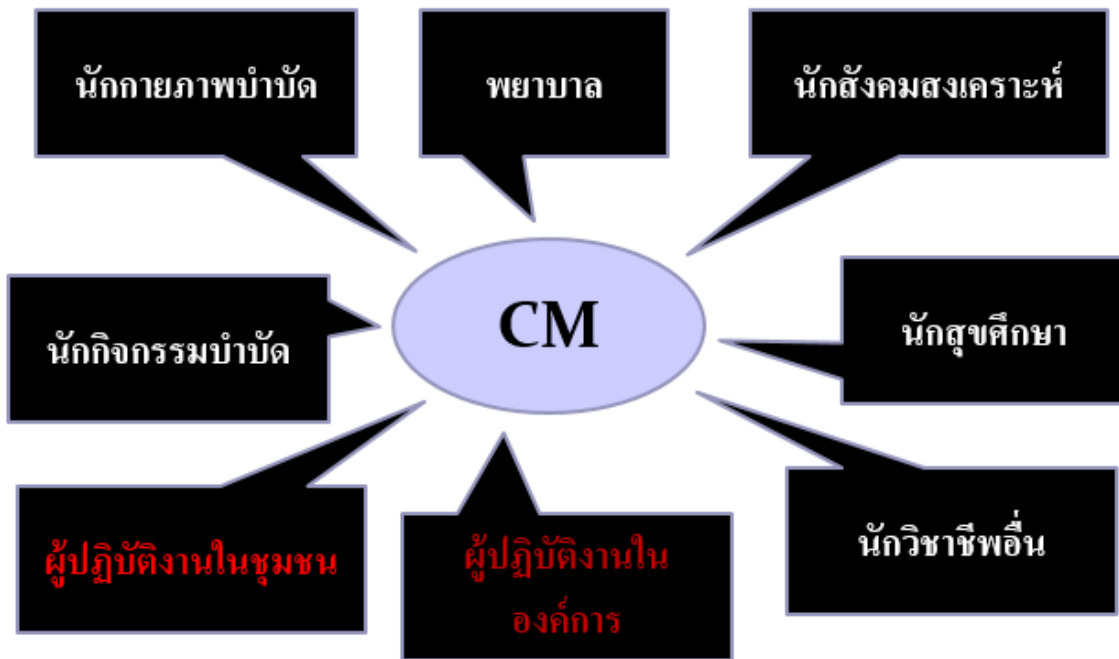 นักกายภาพบำบัด
พยาบาล
นักสังคมสงเคราะห์
นักกิจกรรมบำบัด
CM
นักสุขศึกษา
ผู้ปฏิบัติงานในชุมชน
ผู้ปฏิบัติงานใน
องค์การ
นักวิชาชีพอื่น